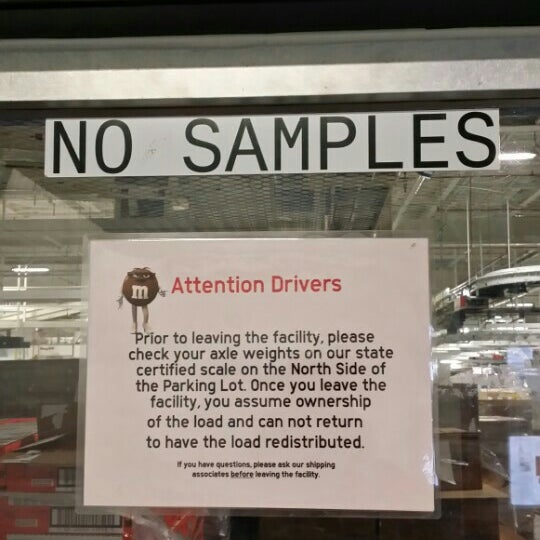 NO SAMPLES
m
Attention Drivers
Prior to leaving the facility, please
check your axle weights on our state
certified scale on the North Side of
the Parking Lot. Once you leave the
facility, you assume ownership
of the load and can not return
to have the load redistributed.
If you have questions, please ask our shipping
associates before leaving the facility.